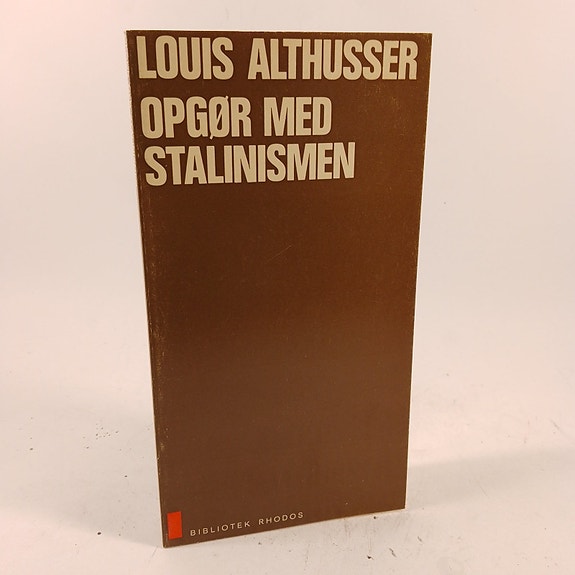 LOUIS ALTHUSSER
OPGØR MED
STALINISMEN
BIBLIOTEK RHODOS